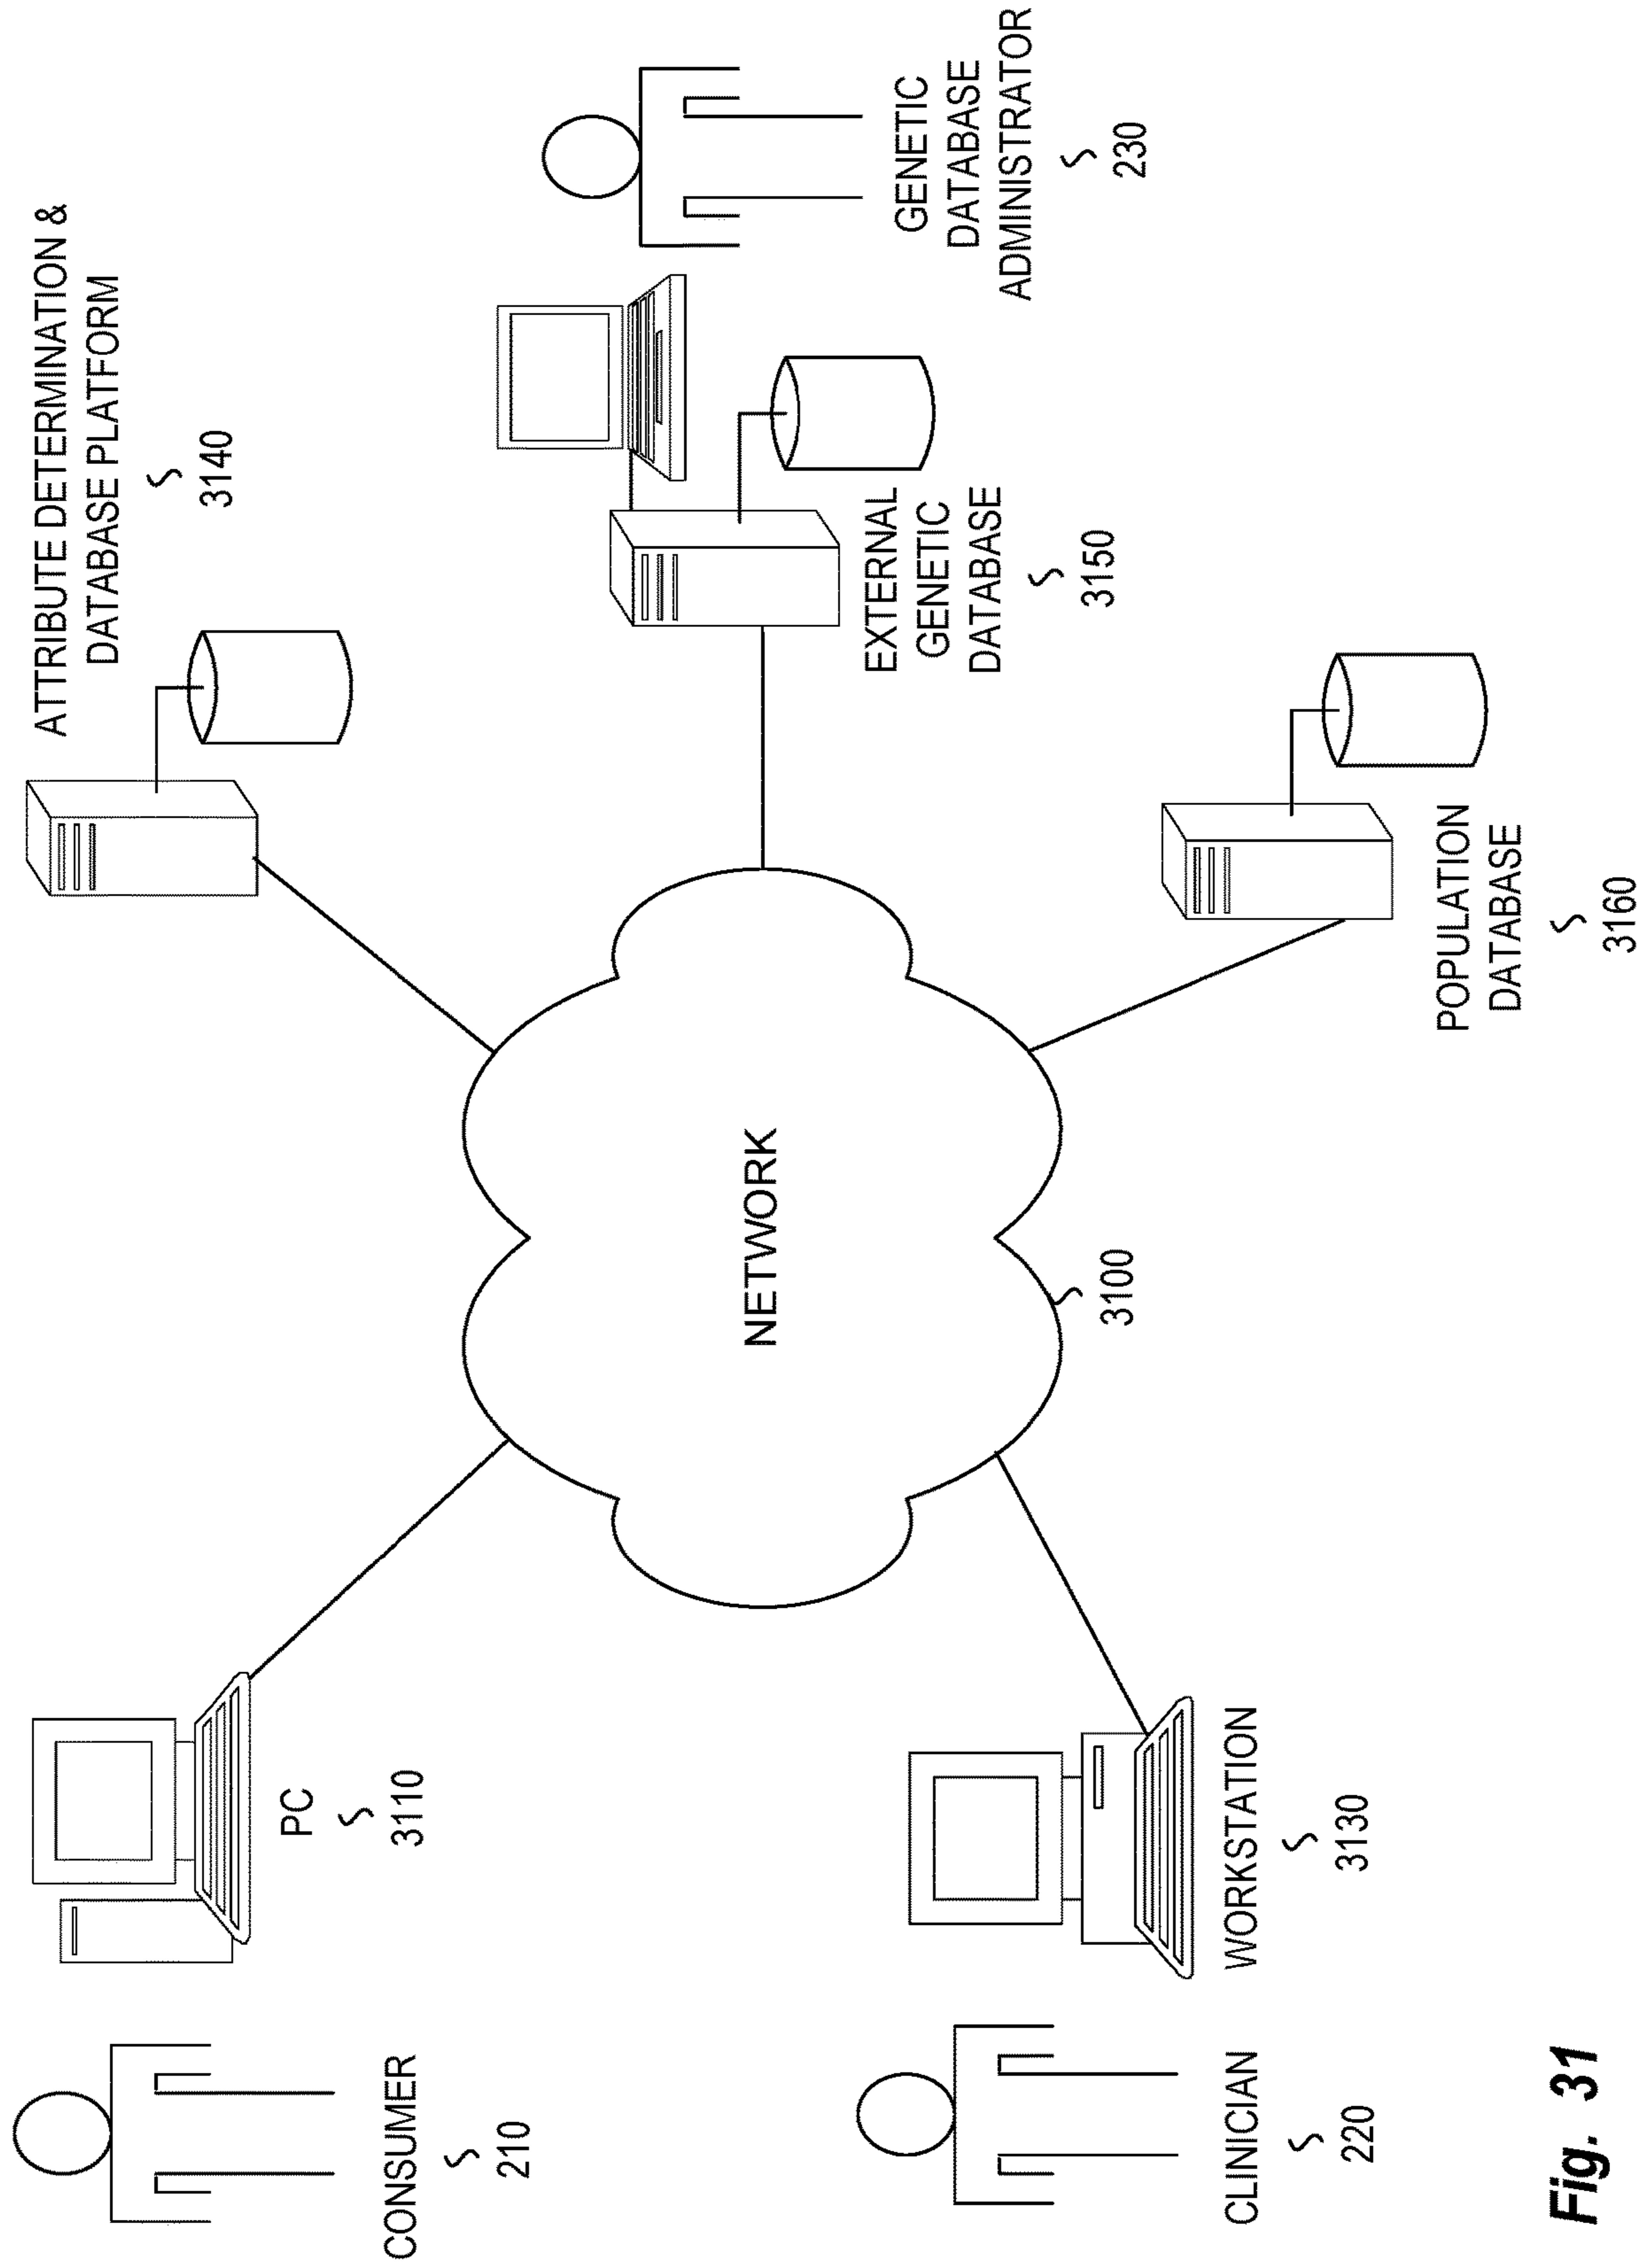 ATTRIBUTE DETERMINATION &
DATABASE PLATFORM
3140
CONSUMER
210
PC
3110
GENETIC
DATABASE
ADMINISTRATOR
230
EXTERNAL
GENETIC
DATABASE
3150
NETWORK
3100
CLINICIAN
220
WORKSTATION
3130
POPULATION
DATABASE
3160
Fig. 31